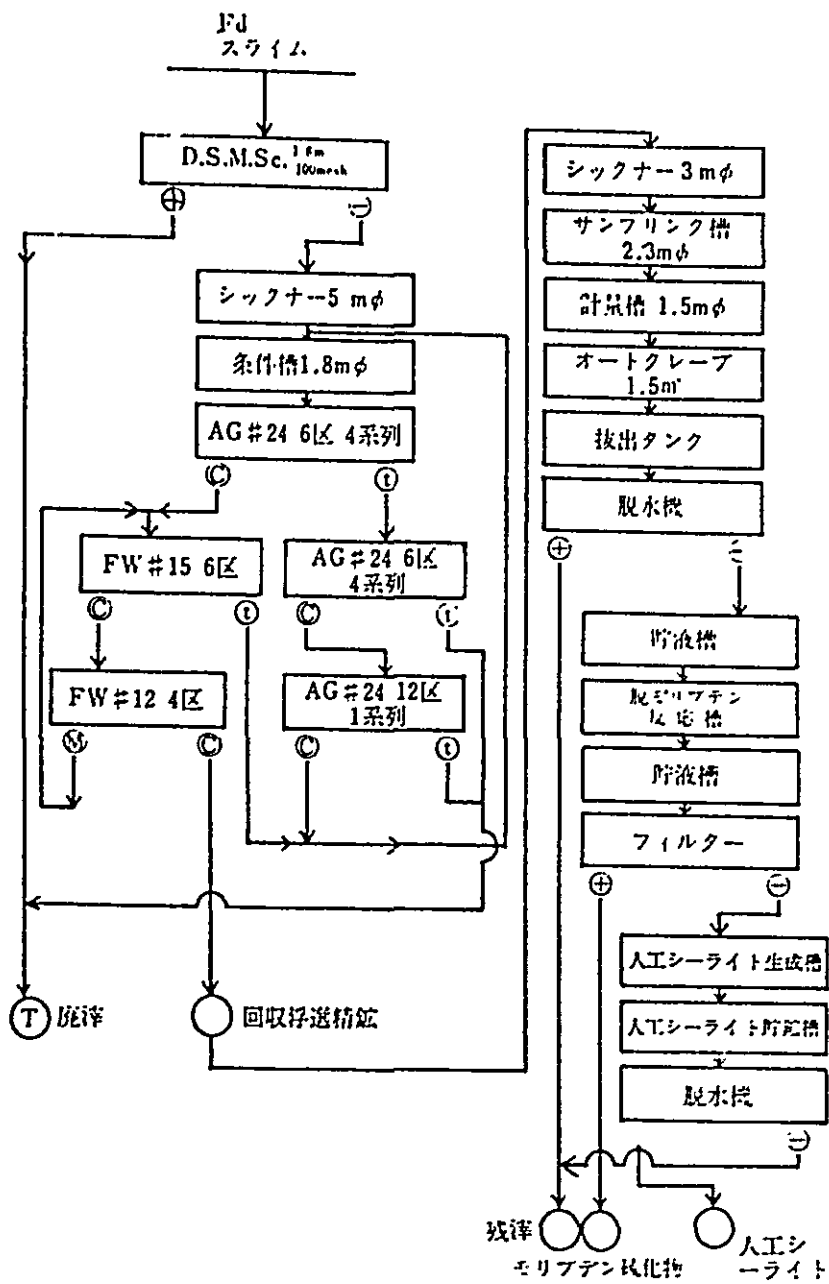 Fd
スライム
D.S.M.Sc.
100mesh
⊕
⊖
シックナー5 mφ
条件槽1.8mφ
AG#24 6区 4系列
Ⓒ
ⓣ
FW#15 6区
AG#24 6区
4系列
Ⓒ
ⓣ
Ⓒ
ⓣ
FW#12 4区
AG#24 12区
1系列
Ⓜ
Ⓒ
Ⓒ
ⓣ
Ⓣ 廃滓
回収浮選精鉱
シックナー3mφ
サンプリンク槽
2.3mφ
計量槽 1.5mφ
オートクレーブ
1.5㎥
抜出タンク
脱水機
⊕
⊖
貯液槽
脱モリブデン
反応槽
貯液槽
フィルター
⊕
⊖
人工シーライト生成槽
人工シーライト貯蔵槽
脱水機
⊖
残滓
モリブデン硫化物
人工シ
ーライト